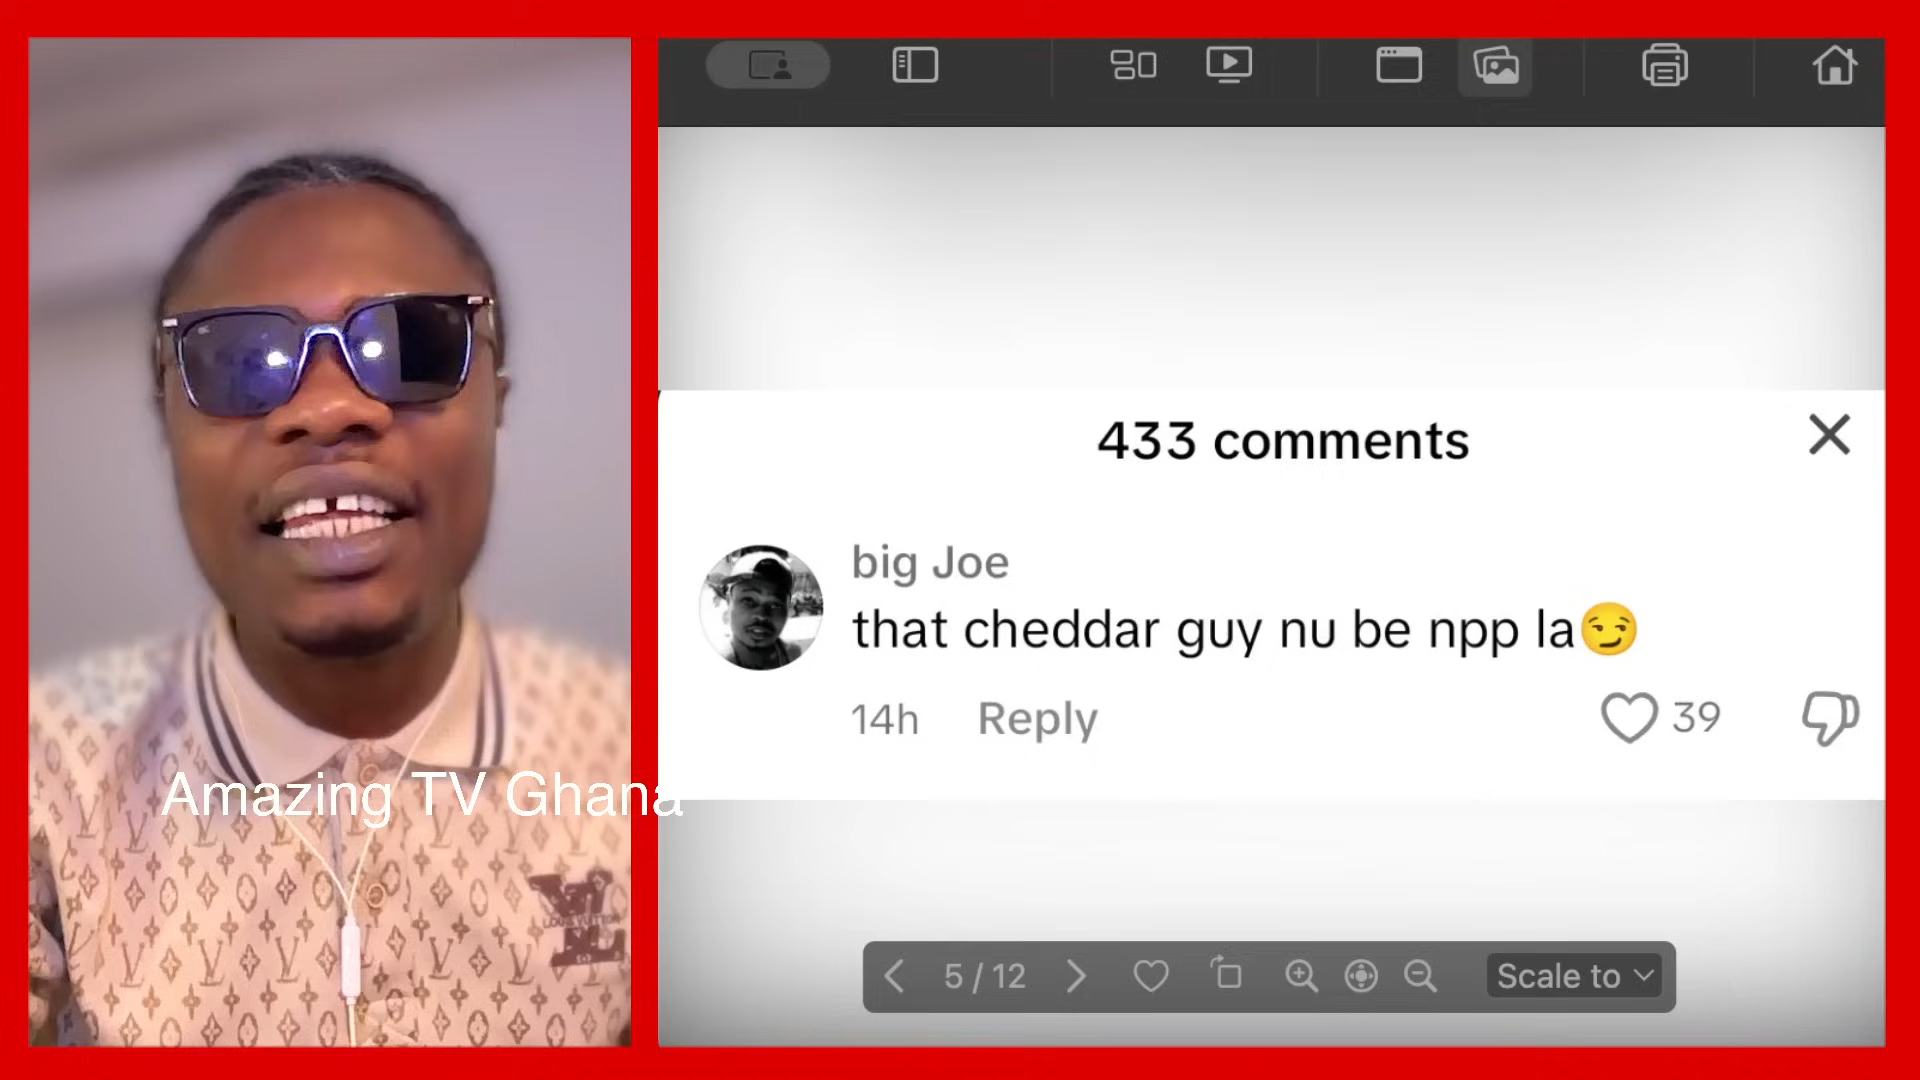 433 comments
big Joe
that cheddar guy nu be npp la😏
14h Reply 39
Amazing TV Ghana
5 / 12 Scale to